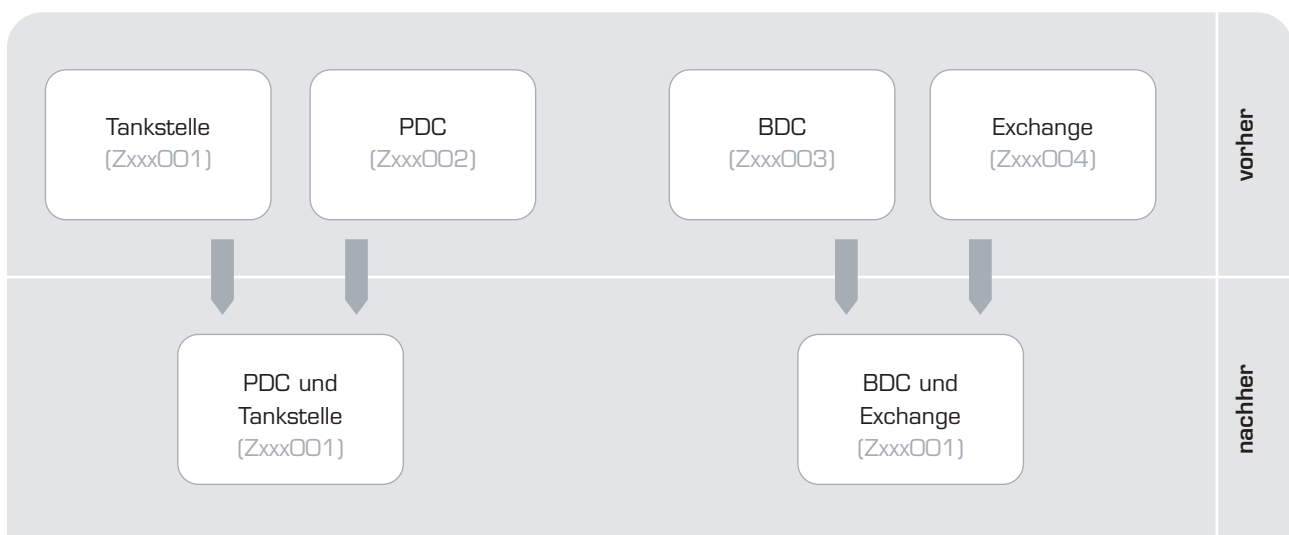 Tankstelle
(Zxxx001)
PDC
(Zxxx002)
BDC
(Zxxx003)
Exchange
(Zxxx004)
vorher
PDC und
Tankstelle
(Zxxx001)
BDC und
Exchange
(Zxxx001)
nachher